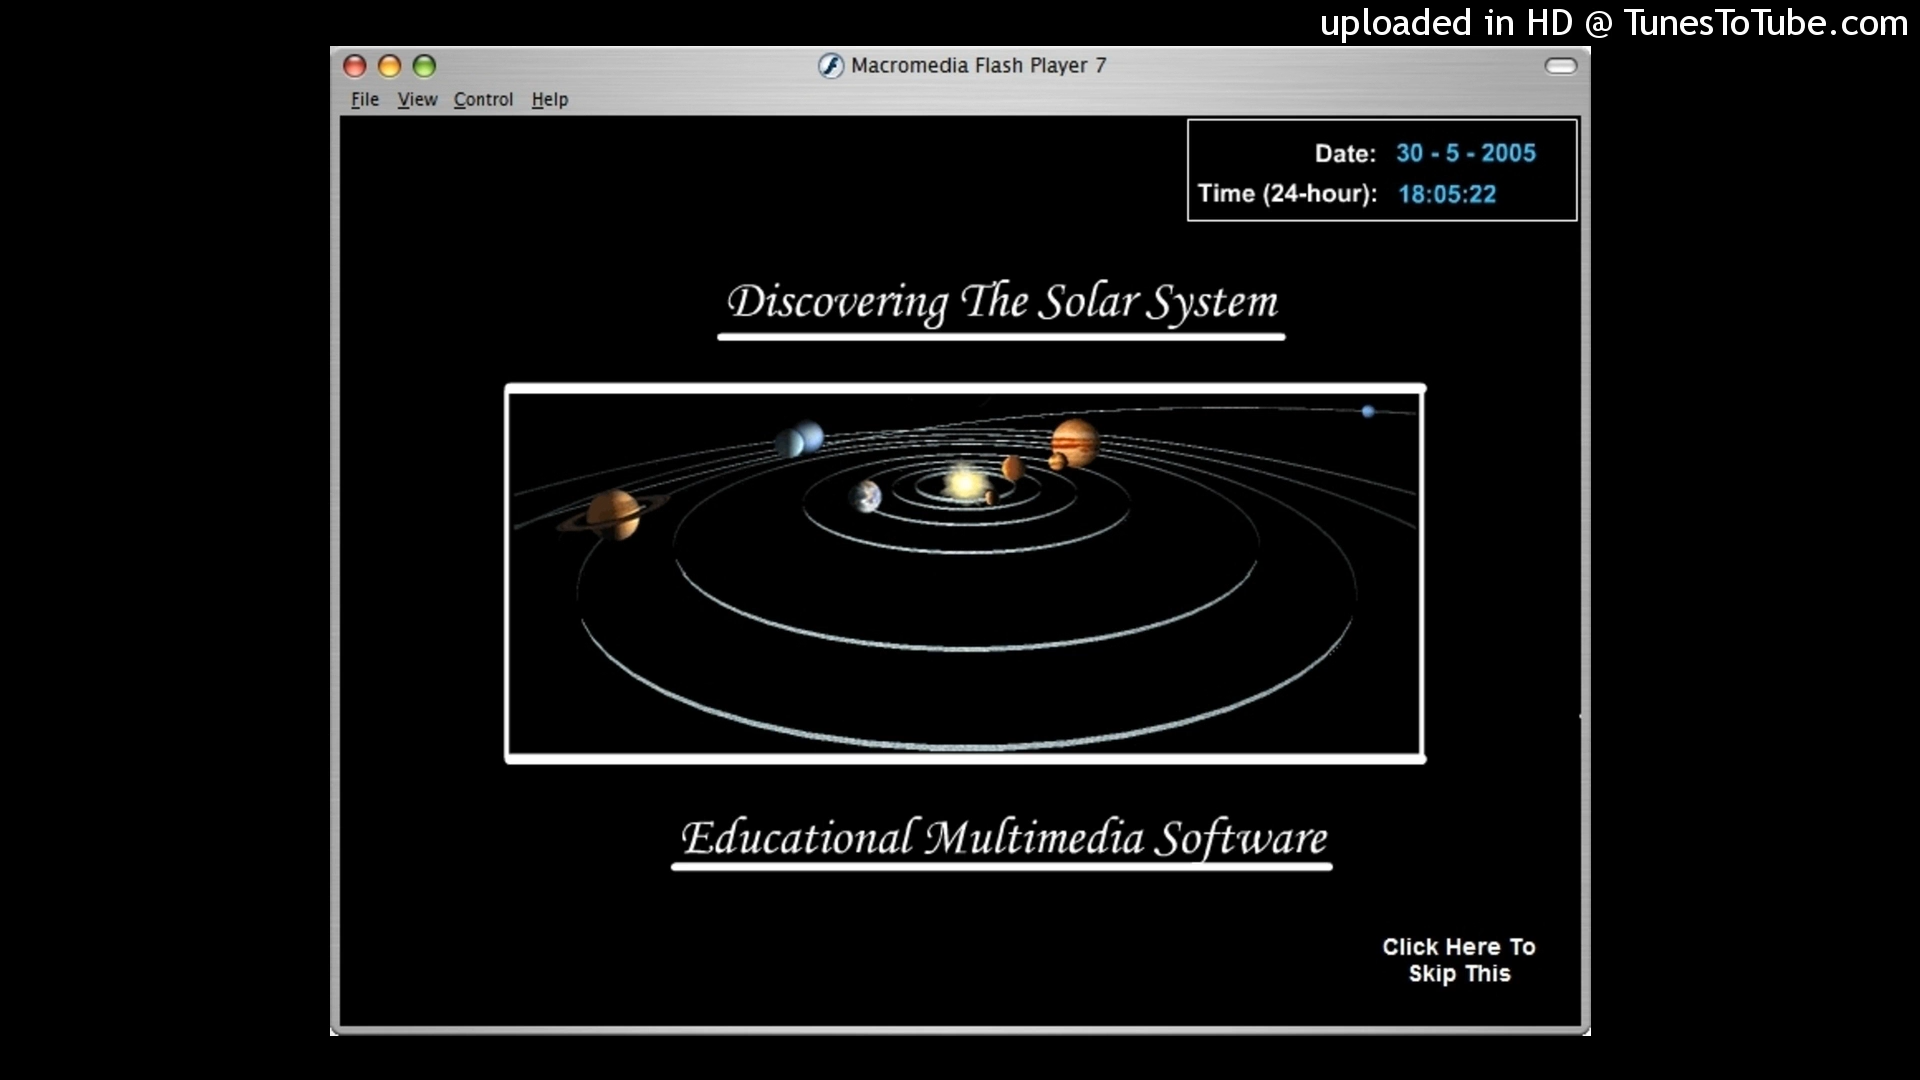 uploaded in HD @ TunesToTube.com
Macromedia Flash Player 7
File View Control Help
Date: 30 - 5 - 2005
Time (24-hour): 18:05:22
Discovering The Solar System
Educational Multimedia Software
Click Here To
Skip This